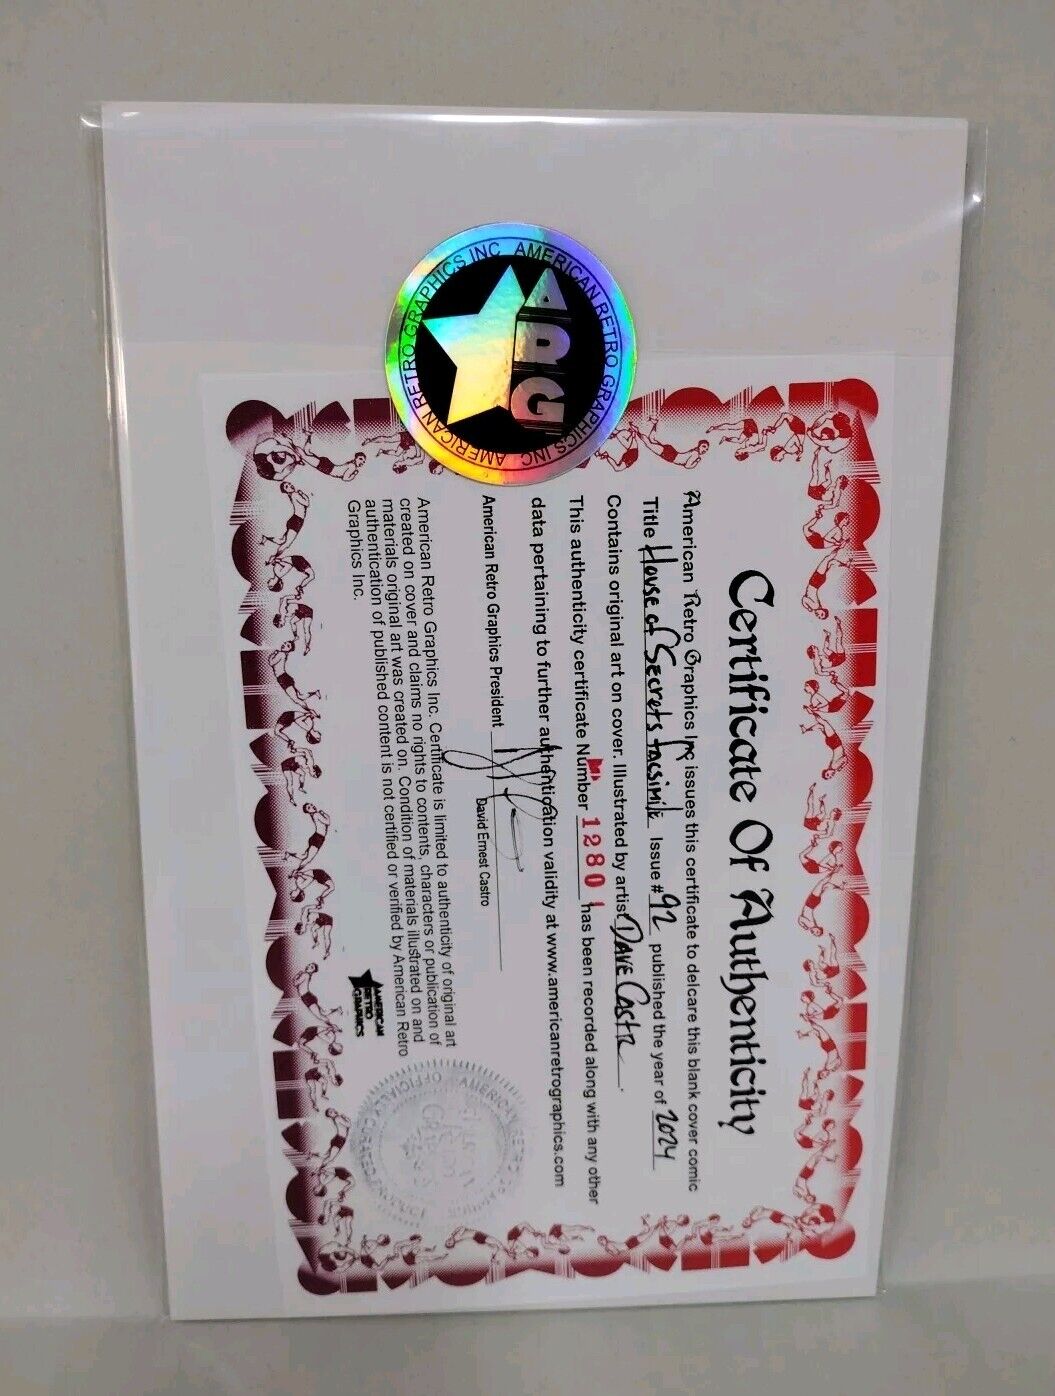 AMERICAN RETRO GRAPHICS INC AMERICAN RETRO GRAPHICS INC
ARG
Certificate Of Authenticity
American Retro Graphics Inc issues this certificate to delcare this blank cover comic
Title House of Secrets facsimile Issue # 92 published the year of 2024
Contains original art on cover. Illustrated by artist Dave Castr
This authenticity certificate Number 12801 has been recorded along with any other
data pertaining to further authentication validity at www.americanretrographics.com
American Retro Graphics President
David Ernest Castro
American Retro Graphics Inc. Certificate is limited to authenticity of original art
created on cover and claims no rights to contents, characters or publication of
materials original art was created on. Condition of materials illustrated on and
authentication of published content is not certified or verified by American Retro
Graphics Inc.
AMERICAN
RETRO
GRAPHICS